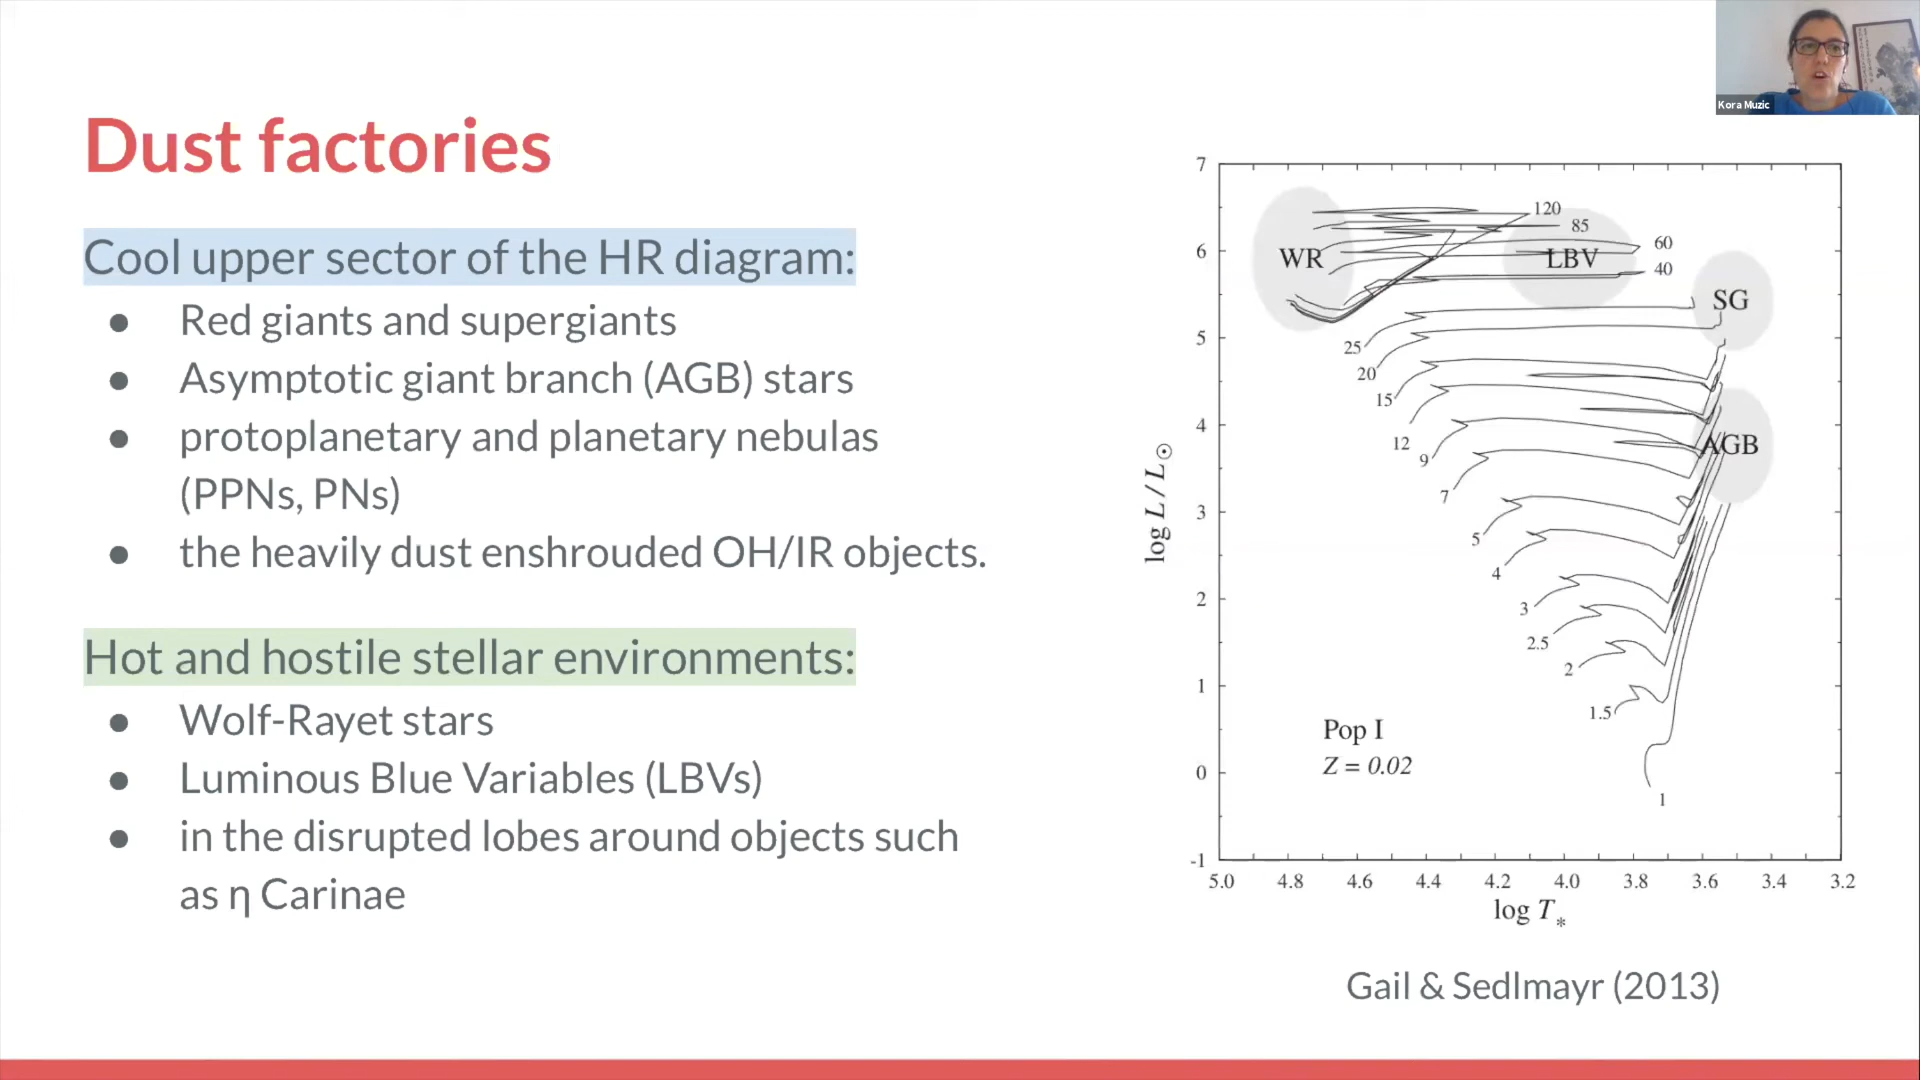 Kora Muzic
Dust factories
Cool upper sector of the HR diagram:
● Red giants and supergiants
● Asymptotic giant branch (AGB) stars
● protoplanetary and planetary nebulas
(PPNs, PNs)
● the heavily dust enshrouded OH/IR objects.
Hot and hostile stellar environments:
● Wolf-Rayet stars
● Luminous Blue Variables (LBVs)
● in the disrupted lobes around objects such
as η Carinae
log L / L☉
7
6
5
4
3
2
1
0
-1
120
85
60
40
WR
LBV
SG
25
20
15
12
9
AGB
7
5
4
3
2.5
2
1.5
1
Pop I
Z = 0.02
5.0 4.8 4.6 4.4 4.2 4.0 3.8 3.6 3.4 3.2
log T*
Gail & Sedlmayr (2013)